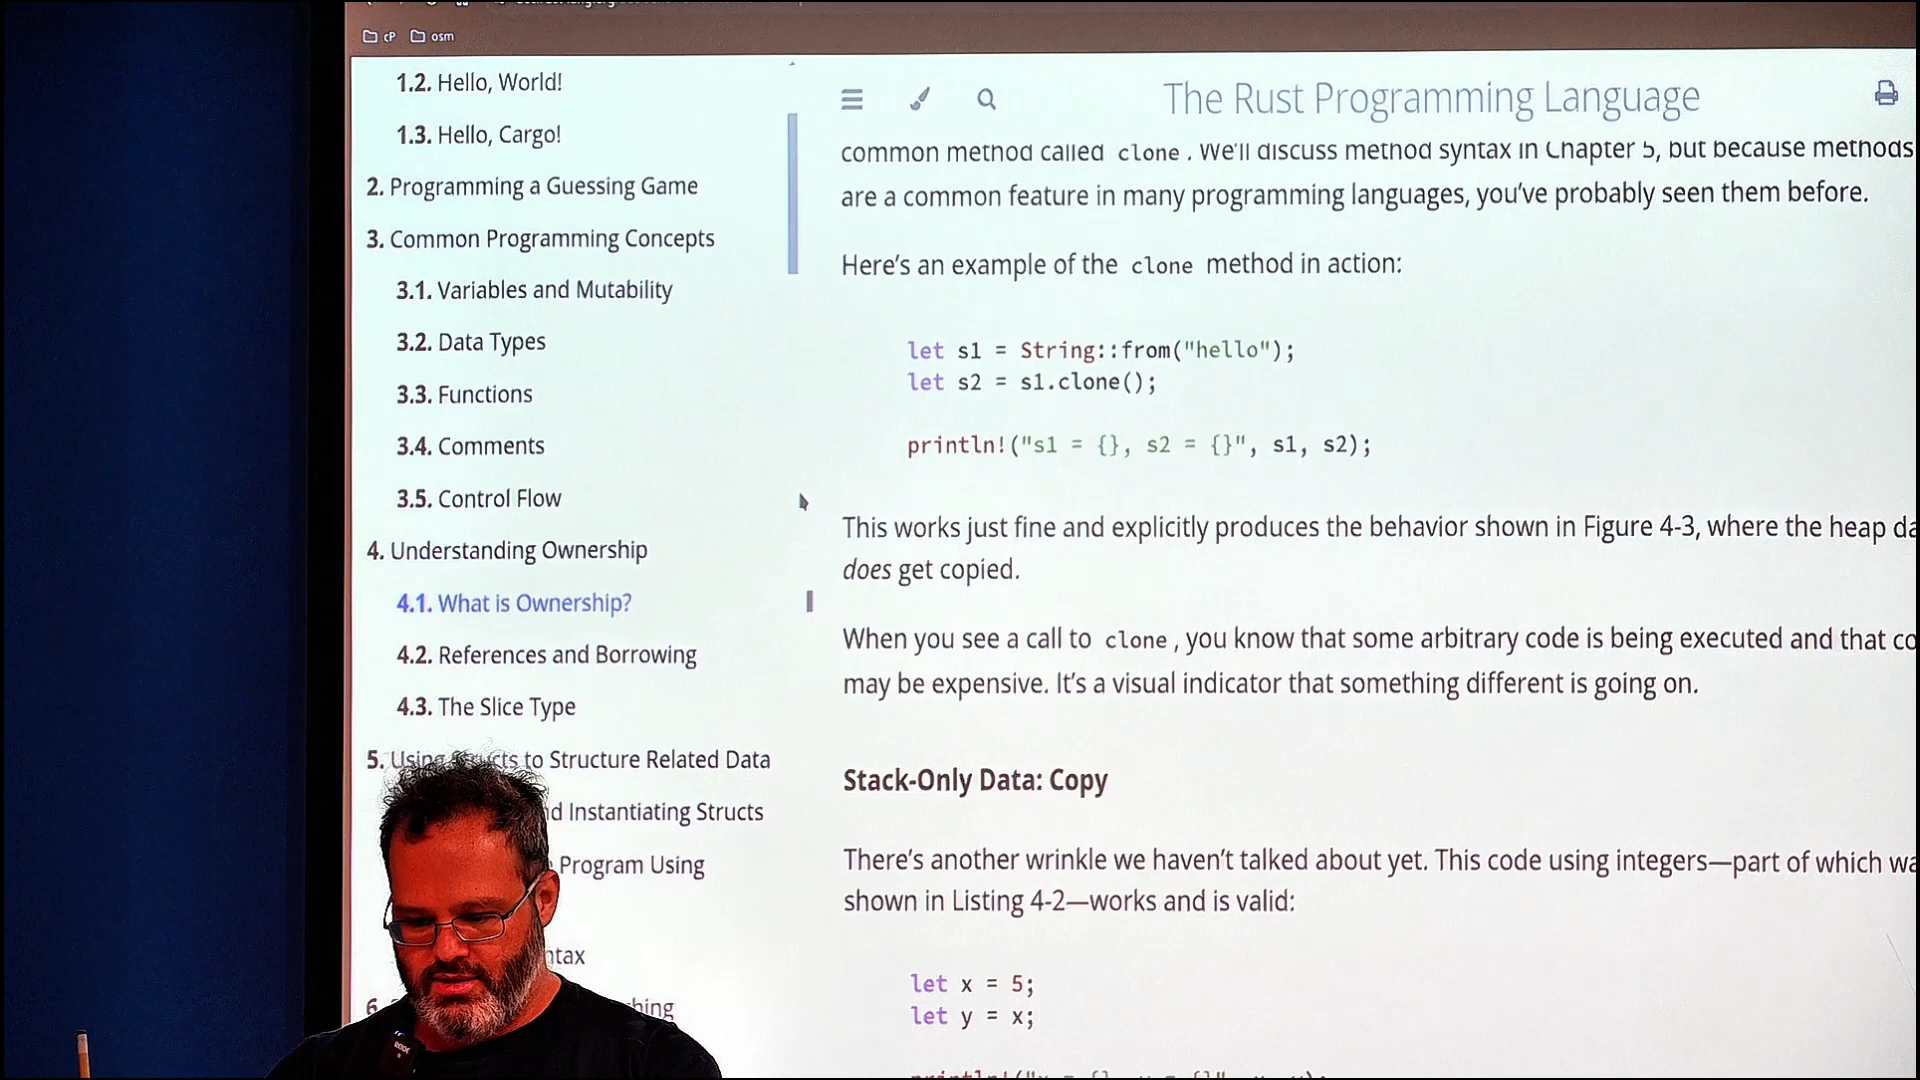 cP
osm
1.2. Hello, World!
1.3. Hello, Cargo!
2. Programming a Guessing Game
3. Common Programming Concepts
3.1. Variables and Mutability
3.2. Data Types
3.3. Functions
3.4. Comments
3.5. Control Flow
4. Understanding Ownership
4.1. What is Ownership?
4.2. References and Borrowing
4.3. The Slice Type
5. Using Structs to Structure Related Data
nd Instantiating Structs
Program Using
ntax
6.
hing
The Rust Programming Language
common method called clone. We'll discuss method syntax in Chapter 5, but because methods
are a common feature in many programming languages, you've probably seen them before.
Here's an example of the clone method in action:
let s1 = String::from("hello");
let s2 = s1.clone();
println!("s1 = {}, s2 = {}", s1, s2);
This works just fine and explicitly produces the behavior shown in Figure 4-3, where the heap da
does get copied.
When you see a call to clone, you know that some arbitrary code is being executed and that co
may be expensive. It's a visual indicator that something different is going on.
Stack-Only Data: Copy
There's another wrinkle we haven't talked about yet. This code using integers—part of which wa
shown in Listing 4-2—works and is valid:
let x = 5;
let y = x;
RODE